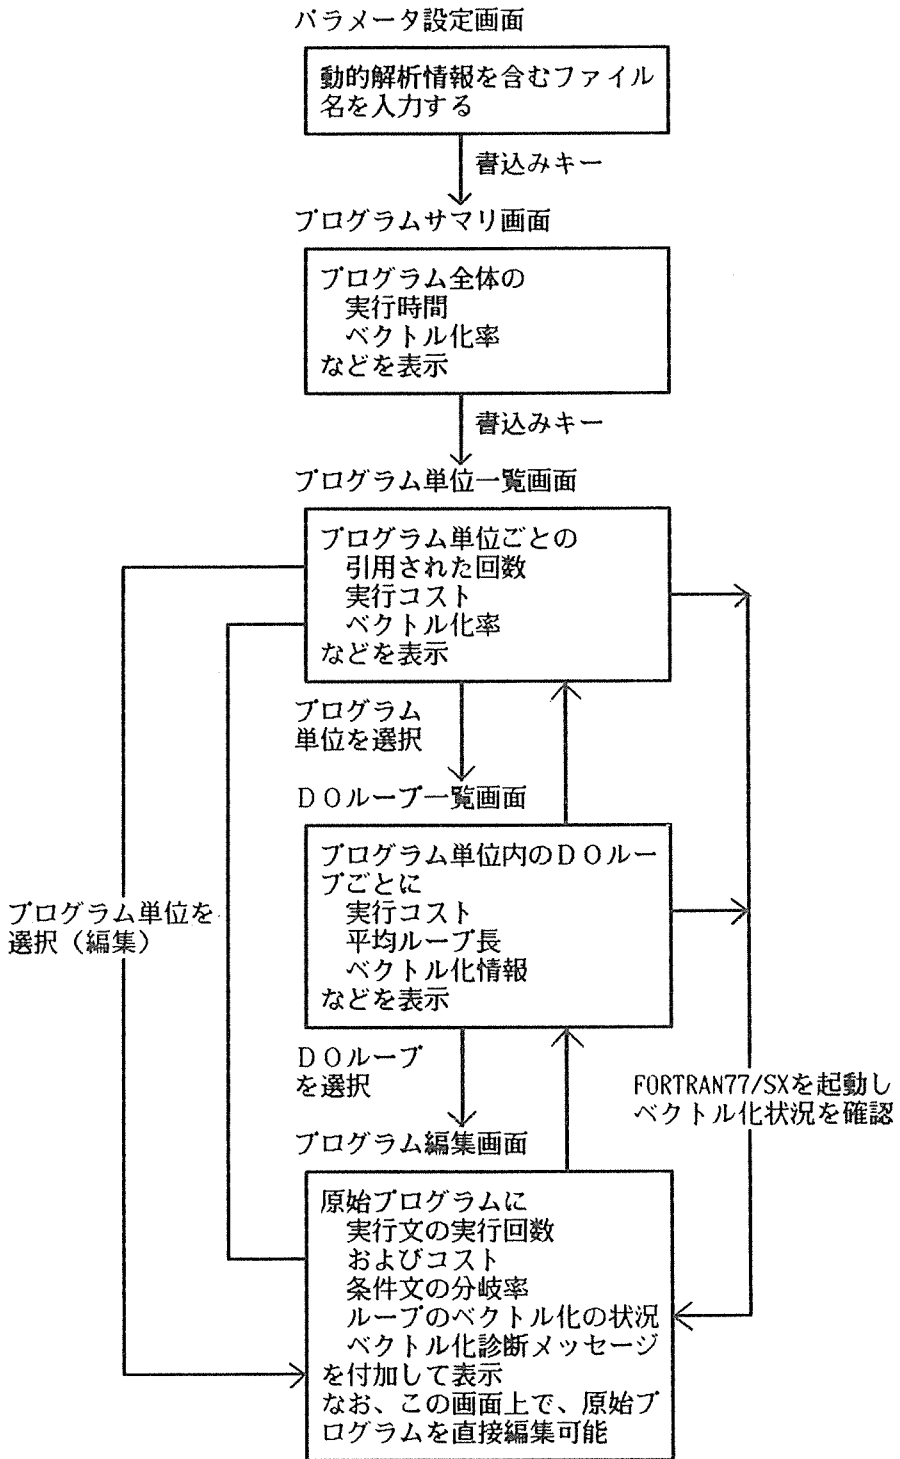 パラメータ設定画面
動的解析情報を含むファイル
名を入力する
書込みキー
プログラムサマリ画面
プログラム全体の
実行時間
ベクトル化率
などを表示
書込みキー
プログラム単位一覧画面
プログラム単位ごとの
引用された回数
実行コスト
ベクトル化率
などを表示
プログラム
単位を選択
DOループ一覧画面
プログラム単位内のDOルー
プごとに
実行コスト
平均ループ長
ベクトル化情報
などを表示
プログラム単位を
選択(編集)
DOループ
を選択
FORTRAN77/SXを起動し
ベクトル化状況を確認
プログラム編集画面
原始プログラムに
実行文の実行回数
およびコスト
条件文の分岐率
ループのベクトル化の状況
ベクトル化診断メッセージ
を付加して表示
なお、この画面上で、原始プ
ログラムを直接編集可能